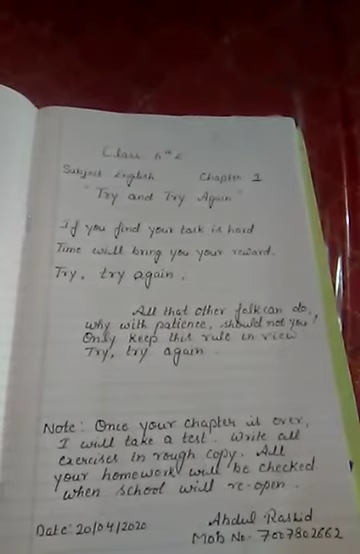 Class 6th E
Subject English Chapter 1
"Try and Try Again"
If you find your task is hard
Time will bring you your reward.
Try, try again.
All that other folk can do,
why with patience, should not you!
Only keep this rule in view
Try, try again.
Note: Once your chapter is over,
I will take a test. Write all
exercises in rough copy. All
your homework will be checked
when school will re-open.
Date: 20/04/2020
Abdul Rashid
Mob No. 7007802662